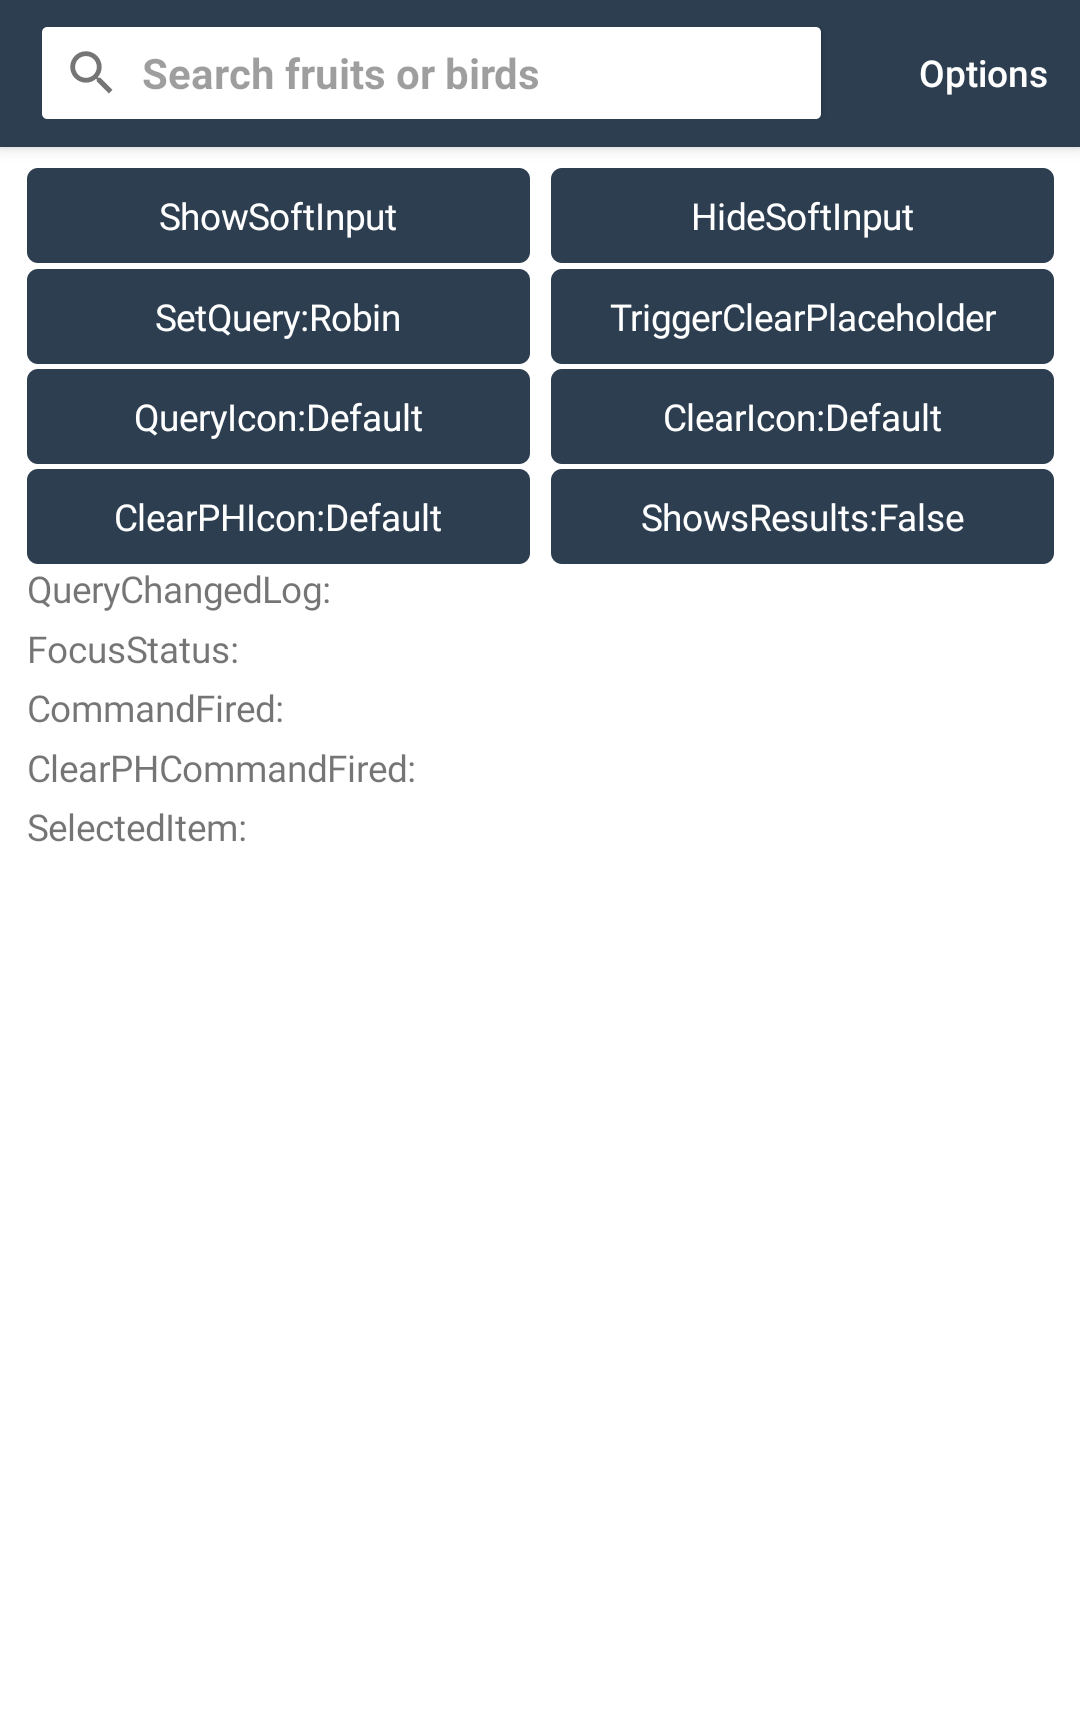 Search fruits or birds
Options
ShowSoftInput
HideSoftInput
SetQuery:Robin
TriggerClearPlaceholder
QueryIcon:Default
ClearIcon:Default
ClearPHIcon:Default
ShowsResults:False
QueryChangedLog:
FocusStatus:
CommandFired:
ClearPHCommandFired:
SelectedItem: